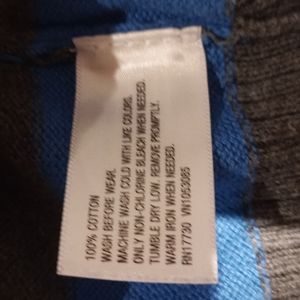 100% COTTON
WASH BEFORE WEAR.
MACHINE WASH COLD WITH LIKE COLORS.
ONLY NON-CHLORINE BLEACH WHEN NEEDED.
TUMBLE DRY LOW. REMOVE PROMPTLY.
WARM IRON WHEN NEEDED.
RN17730 VN1053085